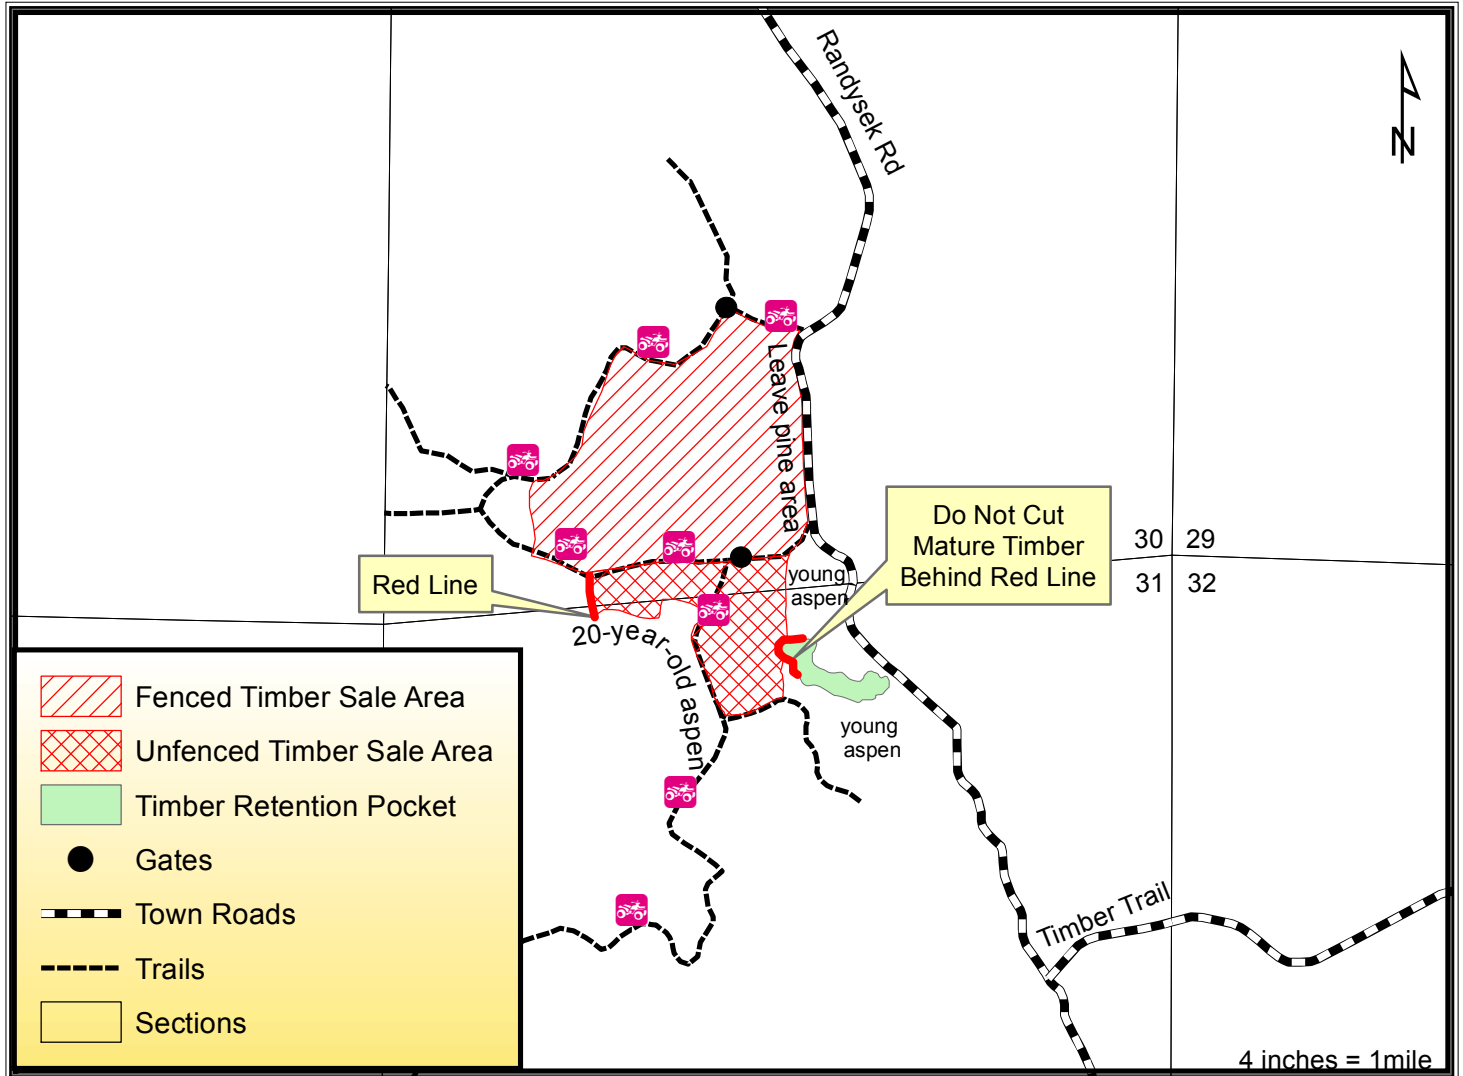 Randysek Rd
N
Leave pine area
Do Not Cut
Mature Timber
Behind Red Line
30 29
31 32
Red Line
young
aspen
20-year-old aspen
young
aspen
Fenced Timber Sale Area
Unfenced Timber Sale Area
Timber Retention Pocket
Gates
Town Roads
Trails
Sections
Timber Trail
4 inches = 1mile